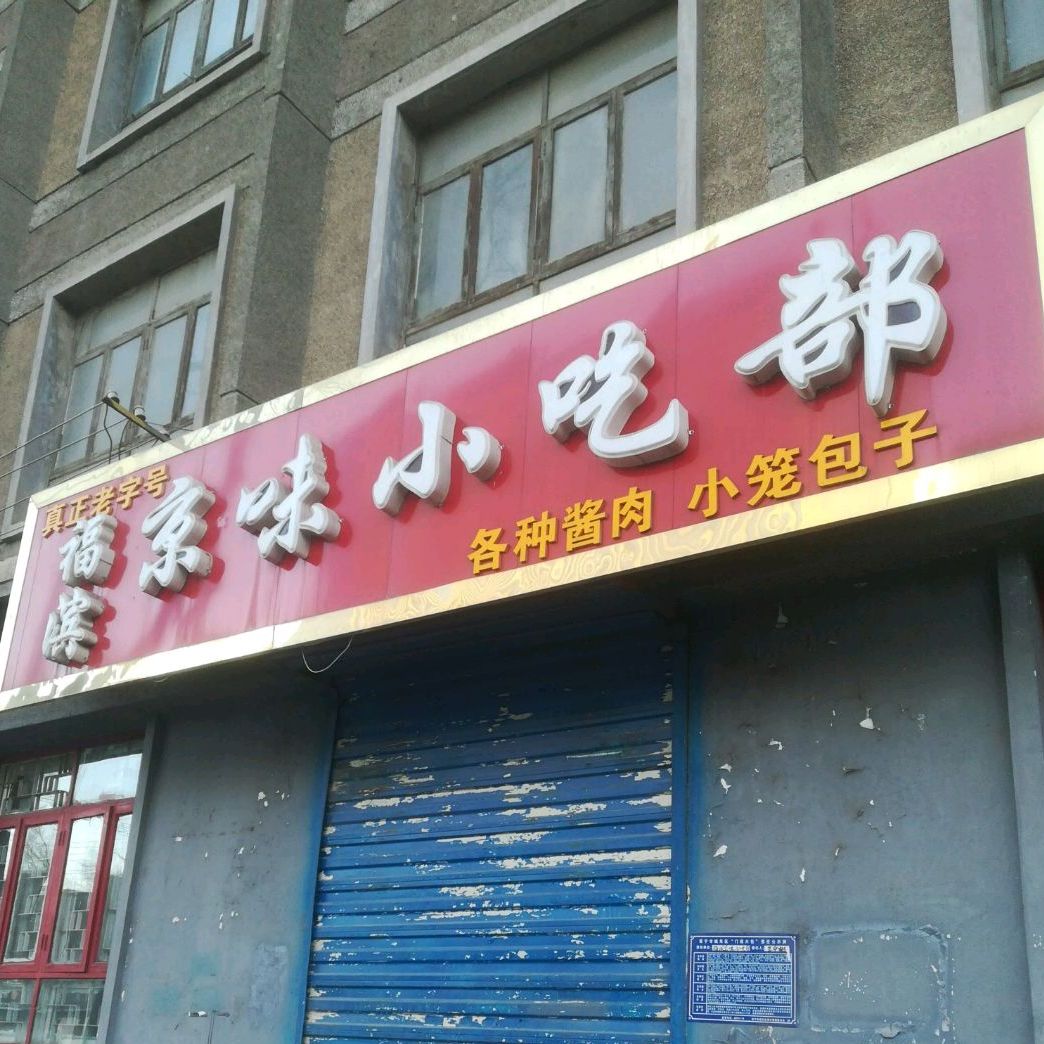 真正老字号
福滨
京味小吃部
各种酱肉 小笼包子